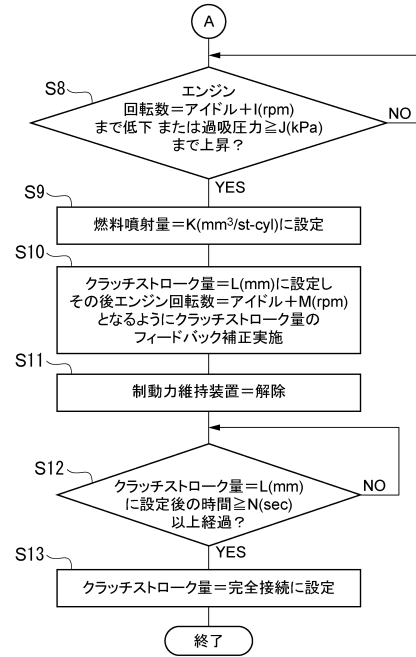 A
S8
エンジン
回転数=アイドル+I(rpm)
まで低下 または過吸圧力≧J(kPa)
まで上昇?
NO
YES
S9
燃料噴射量=K(mm³/st-cyl)に設定
S10
クラッチストローク量=L(mm)に設定し
その後エンジン回転数=アイドル+M(rpm)
となるようにクラッチストローク量の
フィードバック補正実施
S11
制動力維持装置=解除
S12
クラッチストローク量=L(mm)
に設定後の時間≧N(sec)
以上経過?
NO
YES
S13
クラッチストローク量=完全接続に設定
終了